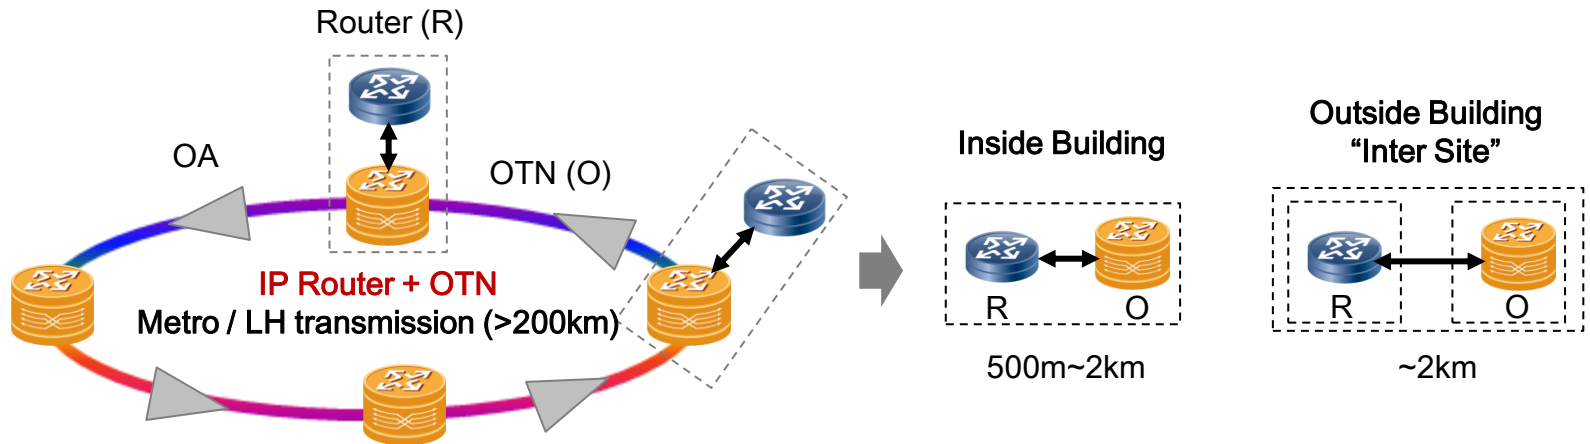 Router (R)
OA
OTN (O)
IP Router + OTN
Metro / LH transmission (>200km)
Inside Building
R
O
500m~2km
Outside Building
“Inter Site”
R
O
~2km